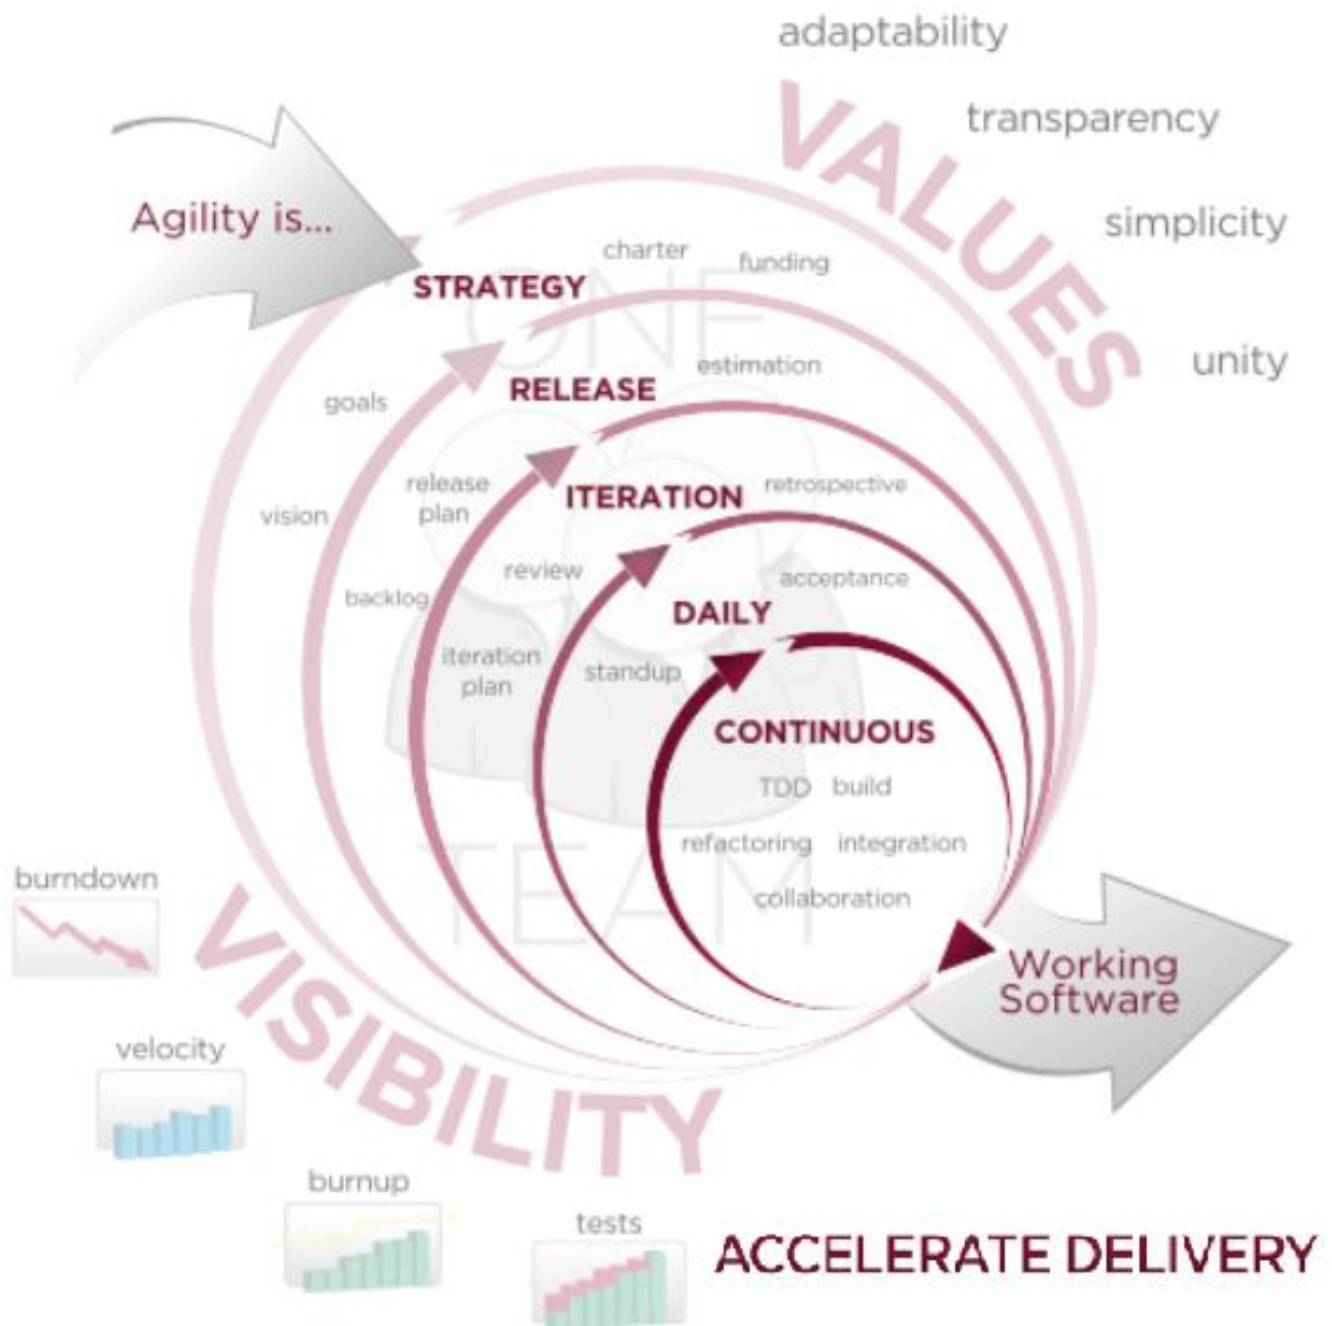 adaptability
VALUES
transparency
simplicity
unity
Agility is...
charter
funding
STRATEGY
ONE
goals
vision
estimation
RELEASE
release
plan
backlog
retrospective
ITERATION
review
iteration
plan
acceptance
DAILY
standup
CONTINUOUS
TDD build
refactoring integration
collaboration
TEAM
Working
Software
VISIBILITY
burndown
velocity
burnup
tests
ACCELERATE DELIVERY